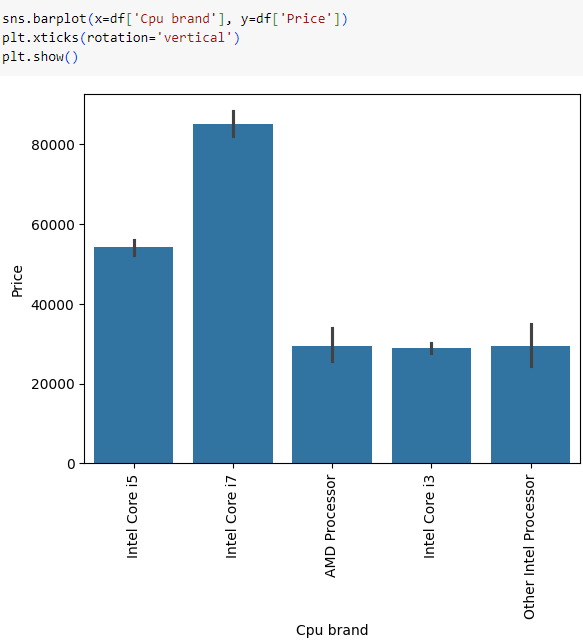 sns.barplot(x=df['Cpu brand'], y=df['Price'])
plt.xticks(rotation='vertical')
plt.show()
80000
60000
40000
20000
0
Price
Intel Core i5
Intel Core i7
AMD Processor
Intel Core i3
Other Intel Processor
Cpu brand